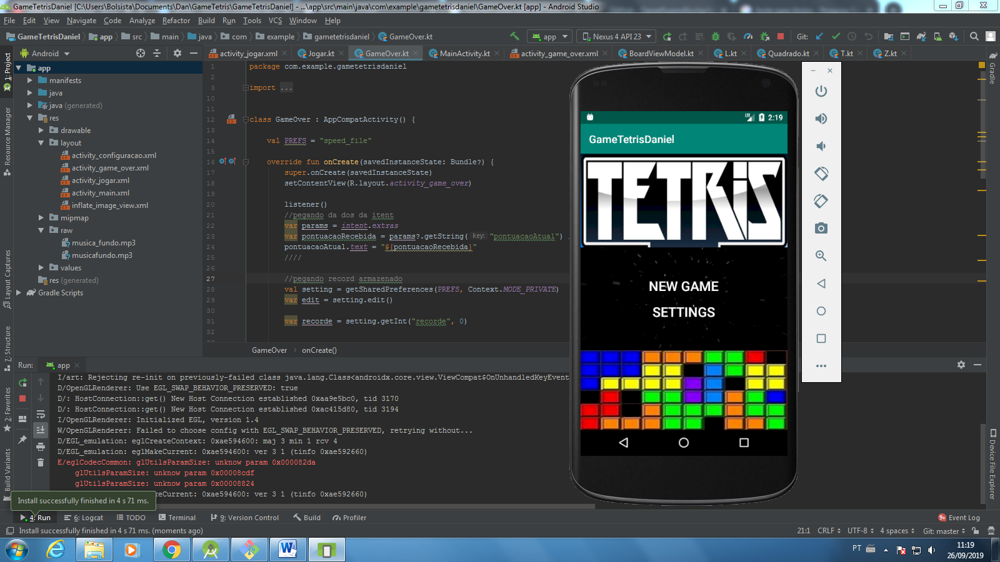 GameTetrisDaniel [C:\Users\Bolsista\Documents\Dan\GameTetris\GameTetrisDaniel] - ...\app\src\main\java\com\example\gametetrisdaniel\GameOver.kt [app] - Android Studio
File Edit View Navigate Code Analyze Refactor Build Run Tools VCS Window Help
GameTetrisDaniel app src main java com example gametetrisdaniel GameOver.kt
app Nexus 4 API 23 Git:
Android
activity_jogar.xml Jogar.kt GameOver.kt MainActivity.kt activity_game_over.xml BoardViewModel.kt L.kt Quadrado.kt T.kt Z.kt
1: Project
Resource Manager
Layout Captures
7: Structure
2: Favorites
Build Variants
app
manifests
java
java (generated)
res
drawable
layout
activity_configuracao.xml
activity_game_over.xml
activity_jogar.xml
activity_main.xml
inflate_image_view.xml
mipmap
raw
musica_fundo.mp3
musicafundo.mp3
values
res (generated)
Gradle Scripts
1 package com.example.gametetrisdaniel
2
3 import ...
10
11
12 class GameOver : AppCompatActivity() {
13
14 val PREFS = "speed_file"
15
16 override fun onCreate(savedInstanceState: Bundle?) {
17 super.onCreate(savedInstanceState)
18 setContentView(R.layout.activity_game_over)
19
20 listener()
21 //pegando da dos da itent
22 var params = intent.extras
23 var pontuacaoRecebida = params?.getString( key: "pontuacaoAtual")
24 pontuacaoAtual.text = "${pontuacaoRecebida}"
25 ////
26
27 //pegando record armazenado
28 val setting = getSharedPreferences(PREFS, Context.MODE_PRIVATE)
29 var edit = setting.edit()
30
31 var recorde = setting.getInt("recorde", 0)
32
GameOver onCreate()
2:19
GameTetrisDaniel
TETRIS
NEW GAME
SETTINGS
Gradle
Device File Explorer
Run: app
I/art: Rejecting re-init on previously-failed class java.lang.Class<androidx.core.view.ViewCompat$OnUnhandledKeyEvent
D/OpenGLRenderer: Use EGL_SWAP_BEHAVIOR_PRESERVED: true
D/: HostConnection::get() New Host Connection established 0xaa9e5bc0, tid 3170
D/: HostConnection::get() New Host Connection established 0xac415d80, tid 3194
I/OpenGLRenderer: Initialized EGL, version 1.4
W/OpenGLRenderer: Failed to choose config with EGL_SWAP_BEHAVIOR_PRESERVED, retrying without...
D/EGL_emulation: eglCreateContext: 0xae594600: maj 3 min 1 rcv 4
D/EGL_emulation: eglMakeCurrent: 0xae594600: ver 3 1 (tinfo 0xae592660)
E/eglCodecCommon: glUtilsParamSize: unknow param 0x000082da
glUtilsParamSize: unknow param 0x00008cdf
glUtilsParamSize: unknow param 0x00008824
eCurrent: 0xae594600: ver 3 1 (tinfo 0xae592660)
Install successfully finished in 4 s 71 ms.
4: Run 6: Logcat TODO Terminal 9: Version Control Build Profiler 9+ Event Log
Install successfully finished in 4 s 71 ms. (moments ago) 21:1 CRLF UTF-8 4 spaces Git: master
PT 11:19
26/09/2019